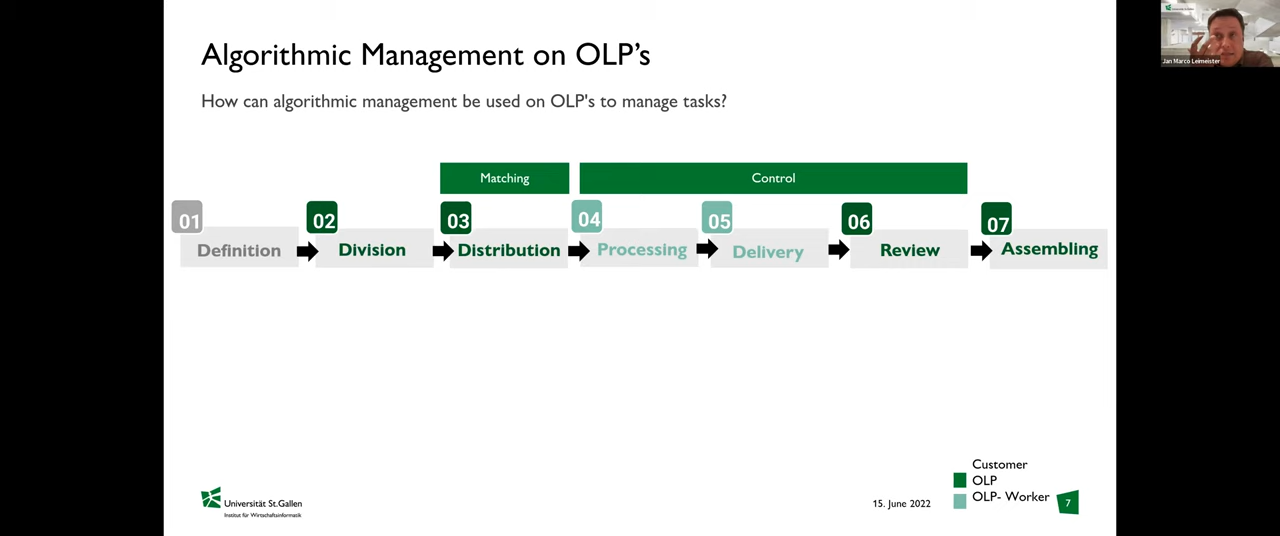 Algorithmic Management on OLP's
How can algorithmic management be used on OLP's to manage tasks?
Matching
Control
01
Definition
02
Division
03
Distribution
04
Processing
05
Delivery
06
Review
07
Assembling
Customer
OLP
OLP- Worker
Universität St.Gallen
Institut für Wirtschaftsinformatik
15. June 2022
7
Jan Marco Leimeister